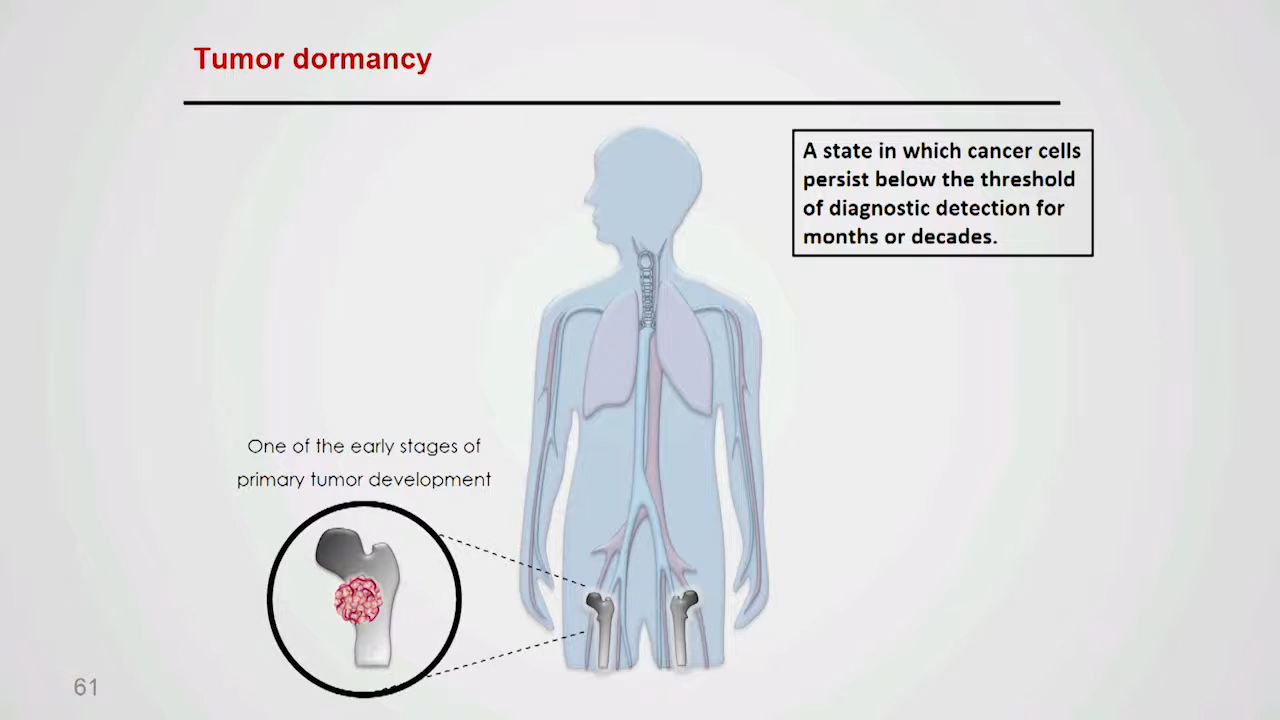 Tumor dormancy
A state in which cancer cells
persist below the threshold
of diagnostic detection for
months or decades.
One of the early stages of
primary tumor development
61